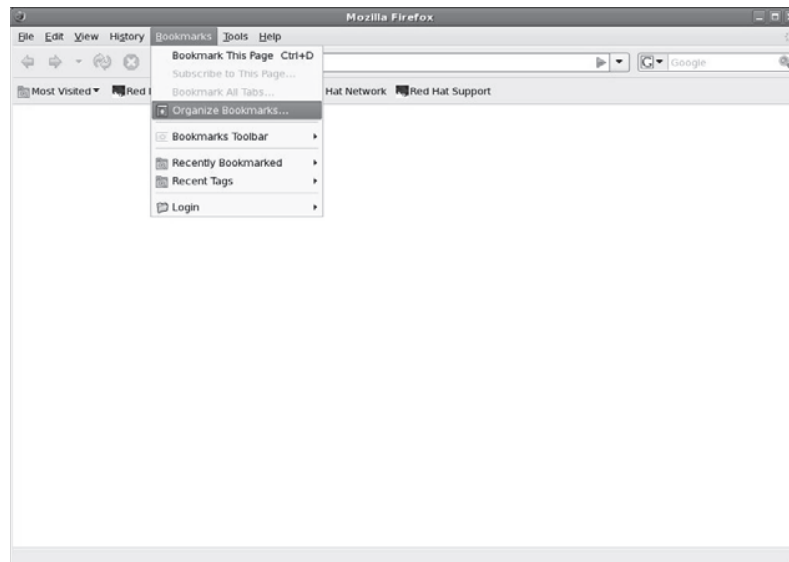 Mozilla Firefox
File Edit View History Bookmarks Tools Help
Bookmark This Page Ctrl+D
Subscribe to This Page...
Google
Most Visited Red Bookmark All Tabs... Hat Network Red Hat Support
Organize Bookmarks...
Bookmarks Toolbar
Recently Bookmarked
Recent Tags
Login